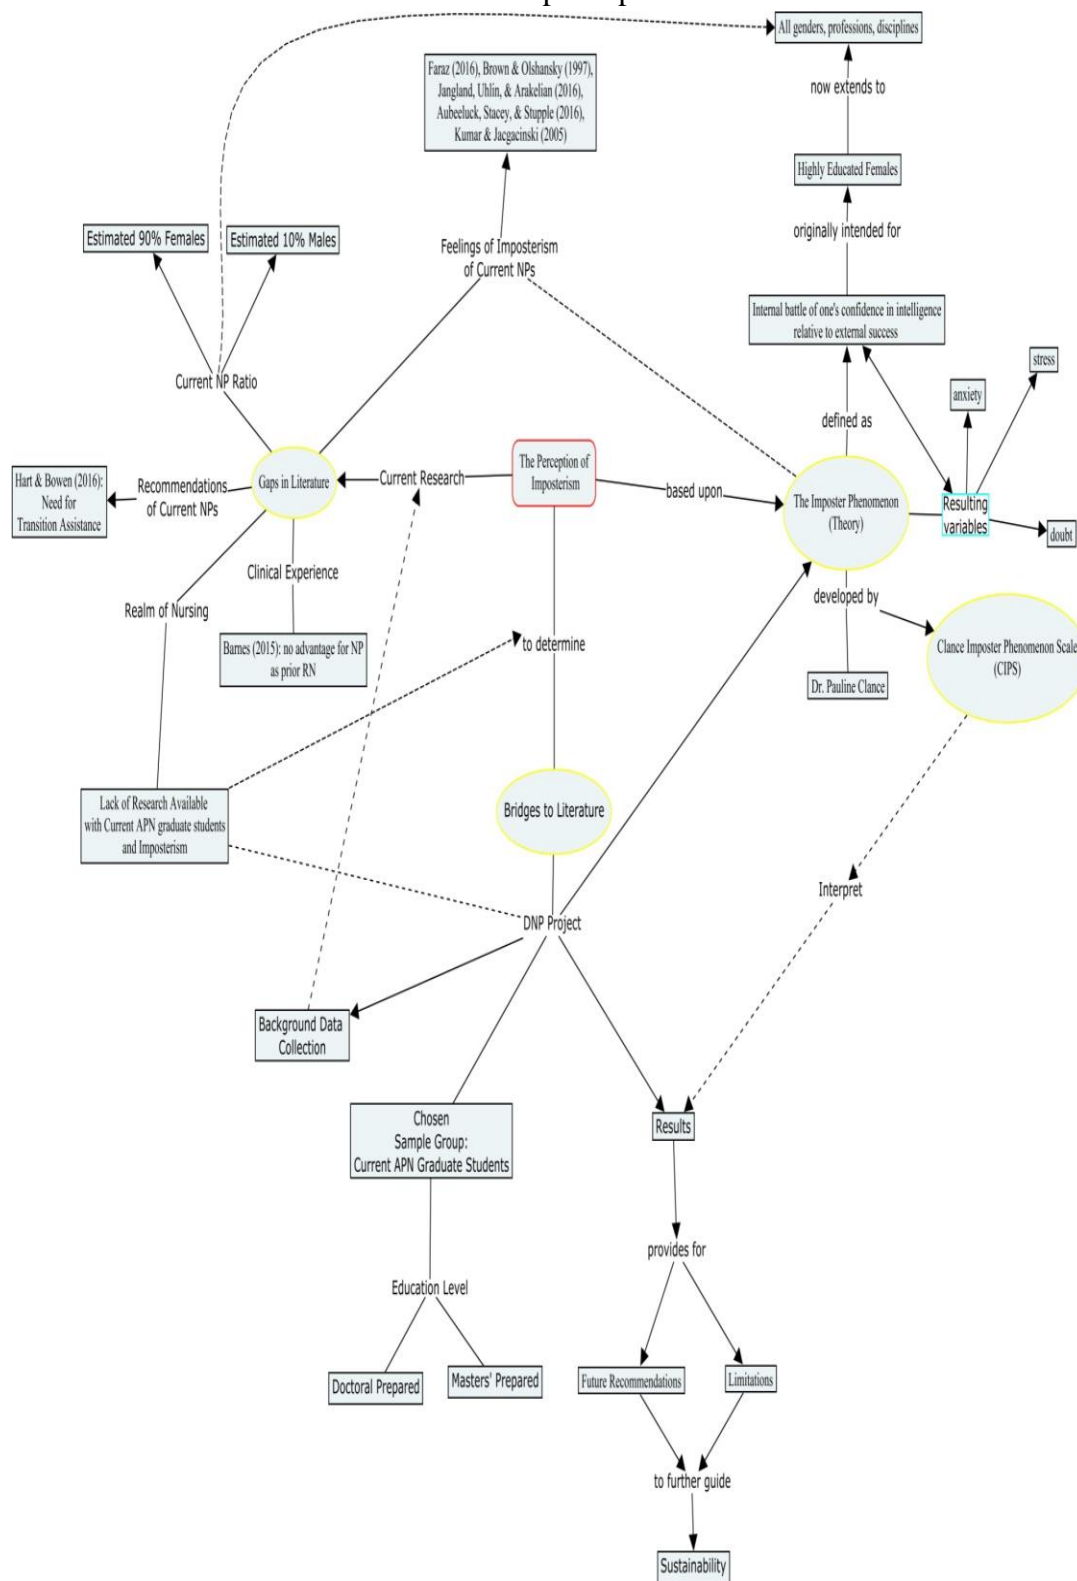 All genders, professions, disciplines
Faraz (2016), Brown & Olshansky (1997),
Jangland, Uhlin, & Arakelian (2016),
Aubeeluck, Stacey, & Stupple (2016),
Kumar & Jacgacinski (2005)
now extends to
Highly Educated Females
Estimated 90% Females
Estimated 10% Males
Feelings of Imposterism
of Current NPs
originally intended for
Internal battle of one's confidence in intelligence
relative to external success
stress
Current NP Ratio
anxiety
defined as
Hart & Bowen (2016):
Need for
Transition Assistance
Recommendations
of Current NPs
Gaps in Literature
Current Research
The Perception of
Imposterism
based upon
The Imposter Phenomenon
(Theory)
Resulting
variables
doubt
Clinical Experience
developed by
Realm of Nursing
Barnes (2015): no advantage for NP
as prior RN
to determine
Clance Imposter Phenomenon Scale
(CIPS)
Dr. Pauline Clance
Lack of Research Available
with Current APN graduate students
and Imposterism
Bridges to Literature
Interpret
DNP Project
Background Data
Collection
Chosen
Sample Group:
Current APN Graduate Students
Results
provides for
Education Level
Doctoral Prepared
Masters' Prepared
Future Recommendations
Limitations
to further guide
Sustainability